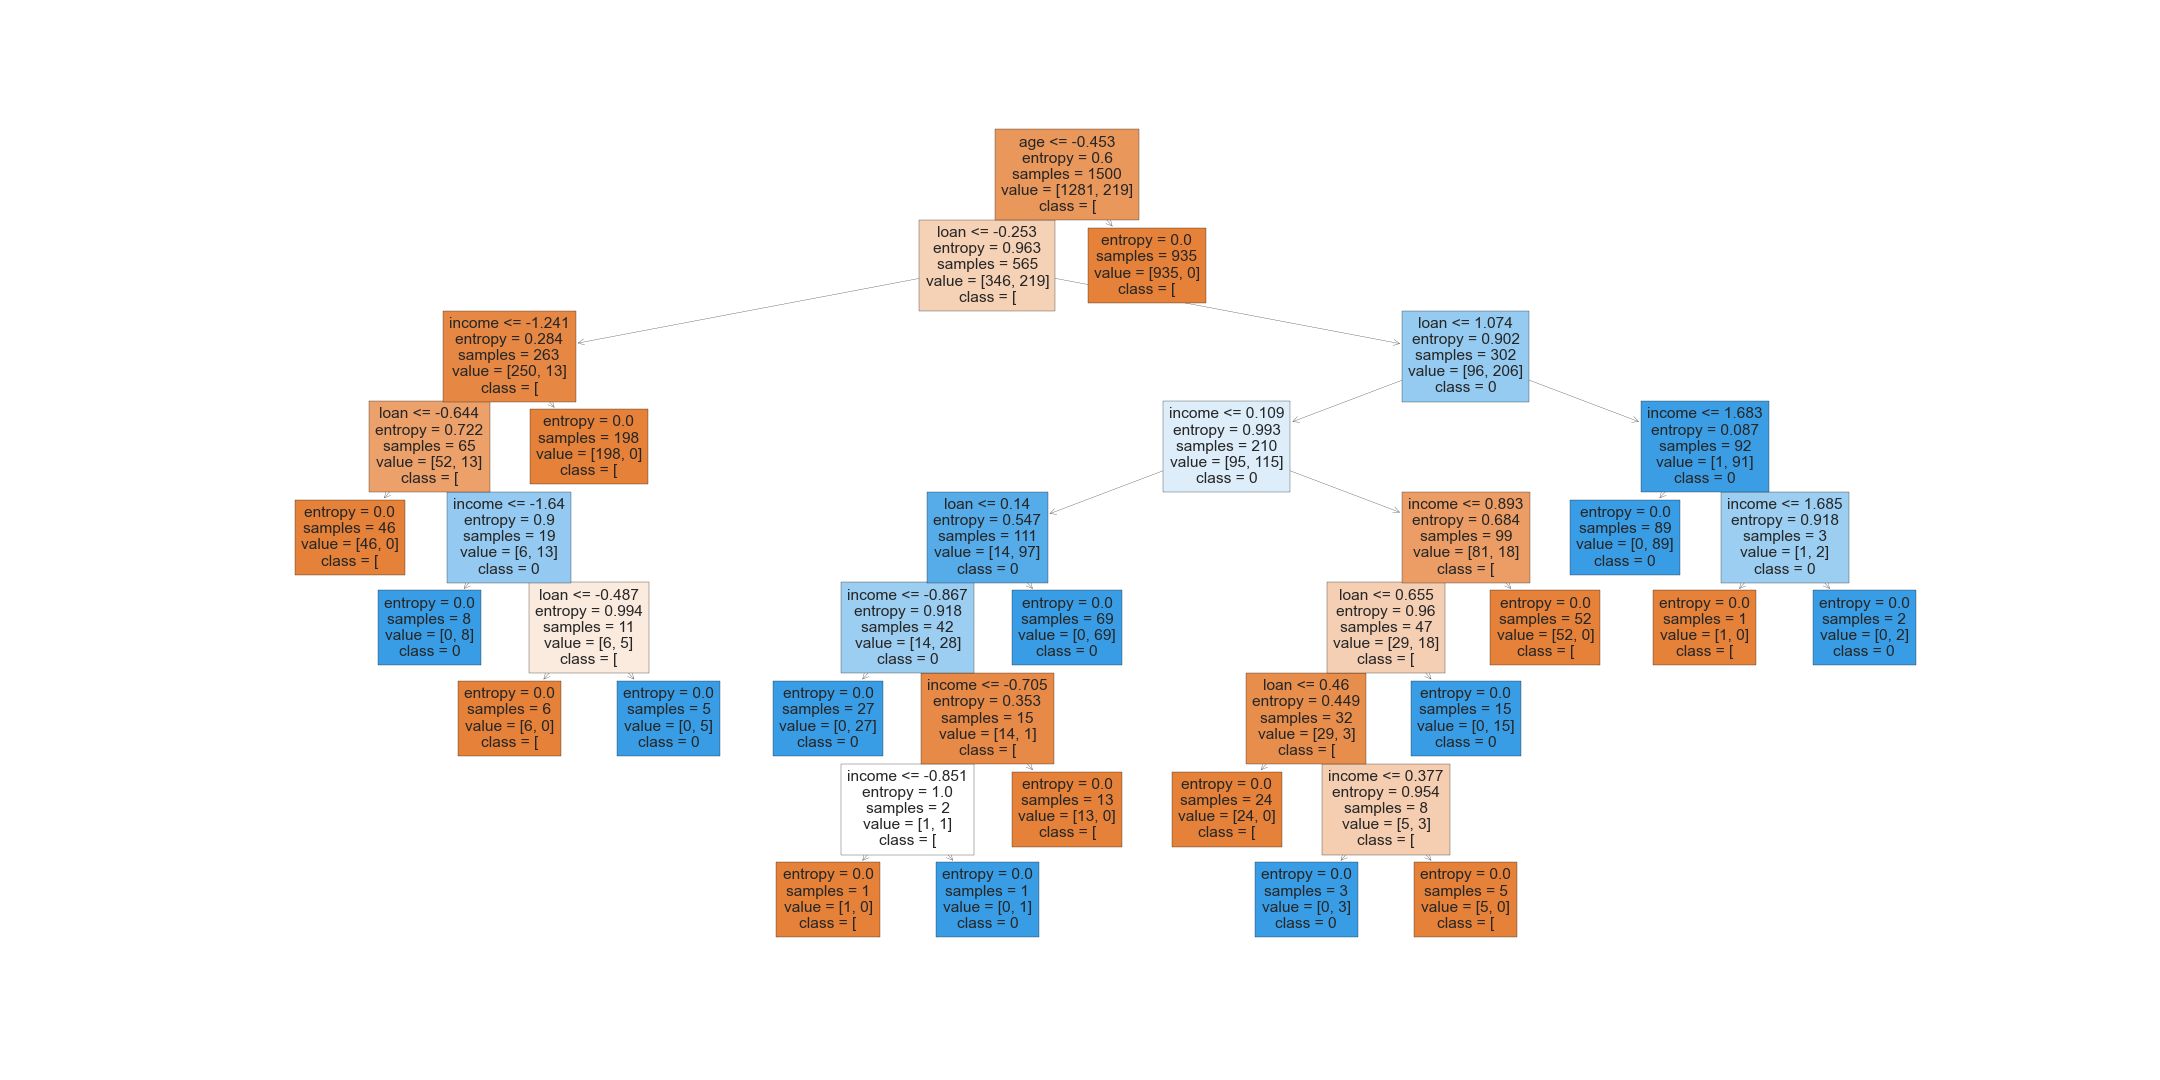 age <= -0.453
entropy = 0.6
samples = 1500
value = [1281, 219]
class = [
loan <= -0.253
entropy = 0.963
samples = 565
value = [346, 219]
class = [
entropy = 0.0
samples = 935
value = [935, 0]
class = [
income <= -1.241
entropy = 0.284
samples = 263
value = [250, 13]
class = [
loan <= 1.074
entropy = 0.902
samples = 302
value = [96, 206]
class = 0
loan <= -0.644
entropy = 0.722
samples = 65
value = [52, 13]
class = [
entropy = 0.0
samples = 198
value = [198, 0]
class = [
income <= 0.109
entropy = 0.993
samples = 210
value = [95, 115]
class = 0
income <= 1.683
entropy = 0.087
samples = 92
value = [1, 91]
class = 0
entropy = 0.0
samples = 46
value = [46, 0]
class = [
income <= -1.64
entropy = 0.9
samples = 19
value = [6, 13]
class = 0
loan <= 0.14
entropy = 0.547
samples = 111
value = [14, 97]
class = 0
income <= 0.893
entropy = 0.684
samples = 99
value = [81, 18]
class = [
entropy = 0.0
samples = 89
value = [0, 89]
class = 0
income <= 1.685
entropy = 0.918
samples = 3
value = [1, 2]
class = 0
entropy = 0.0
samples = 8
value = [0, 8]
class = 0
loan <= -0.487
entropy = 0.994
samples = 11
value = [6, 5]
class = [
income <= -0.867
entropy = 0.918
samples = 42
value = [14, 28]
class = 0
entropy = 0.0
samples = 69
value = [0, 69]
class = 0
loan <= 0.655
entropy = 0.96
samples = 47
value = [29, 18]
class = [
entropy = 0.0
samples = 52
value = [52, 0]
class = [
entropy = 0.0
samples = 1
value = [1, 0]
class = [
entropy = 0.0
samples = 2
value = [0, 2]
class = 0
entropy = 0.0
samples = 6
value = [6, 0]
class = [
entropy = 0.0
samples = 5
value = [0, 5]
class = 0
entropy = 0.0
samples = 27
value = [0, 27]
class = 0
income <= -0.705
entropy = 0.353
samples = 15
value = [14, 1]
class = [
loan <= 0.46
entropy = 0.449
samples = 32
value = [29, 3]
class = [
entropy = 0.0
samples = 15
value = [0, 15]
class = 0
income <= -0.851
entropy = 1.0
samples = 2
value = [1, 1]
class = [
entropy = 0.0
samples = 13
value = [13, 0]
class = [
entropy = 0.0
samples = 24
value = [24, 0]
class = [
income <= 0.377
entropy = 0.954
samples = 8
value = [5, 3]
class = [
entropy = 0.0
samples = 1
value = [1, 0]
class = [
entropy = 0.0
samples = 1
value = [0, 1]
class = 0
entropy = 0.0
samples = 3
value = [0, 3]
class = 0
entropy = 0.0
samples = 5
value = [5, 0]
class = [